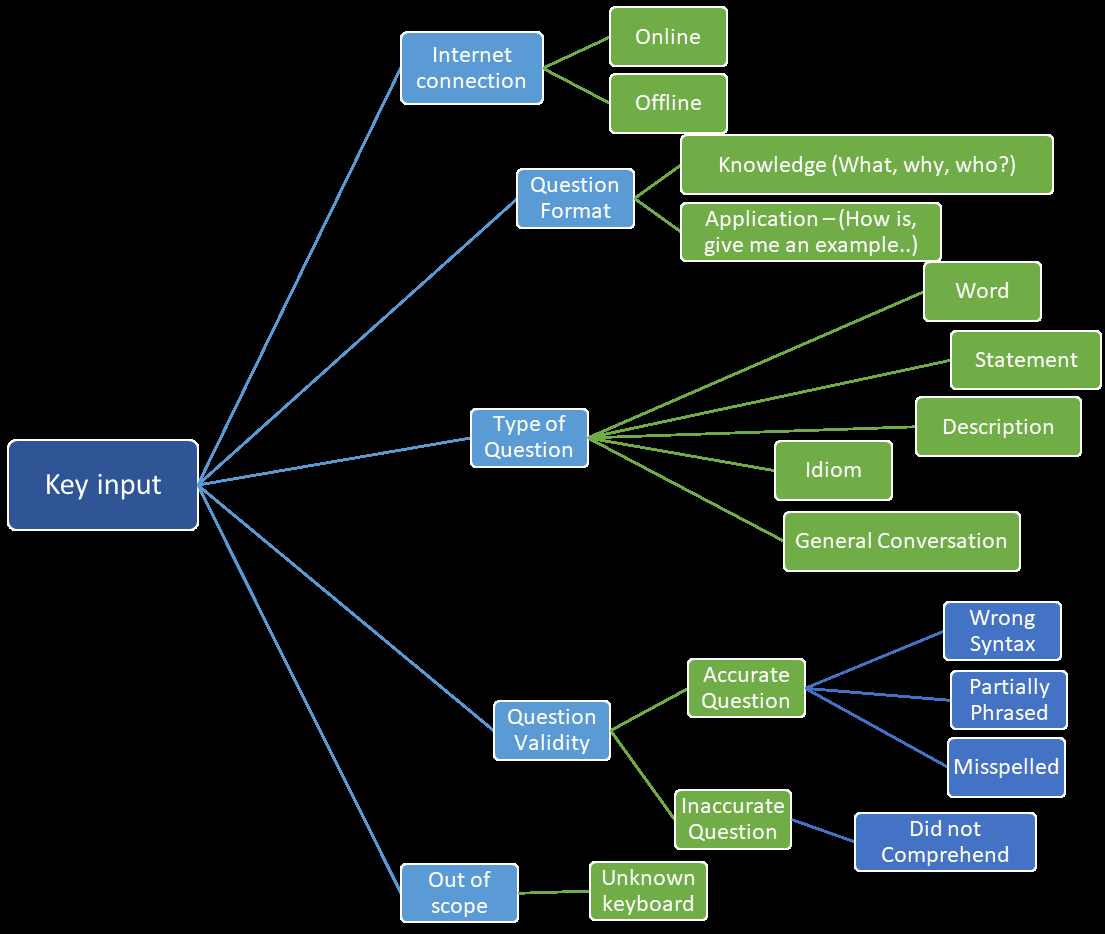 Internet
connection
Online
Offline
Question
Format
Knowledge (What, why, who?)
Application – (How is,
give me an example..)
Key input
Type of
Question
Word
Statement
Description
Idiom
General Conversation
Question
Validity
Accurate
Question
Wrong
Syntax
Partially
Phrased
Misspelled
Inaccurate
Question
Did not
Comprehend
Out of
scope
Unknown
keyboard